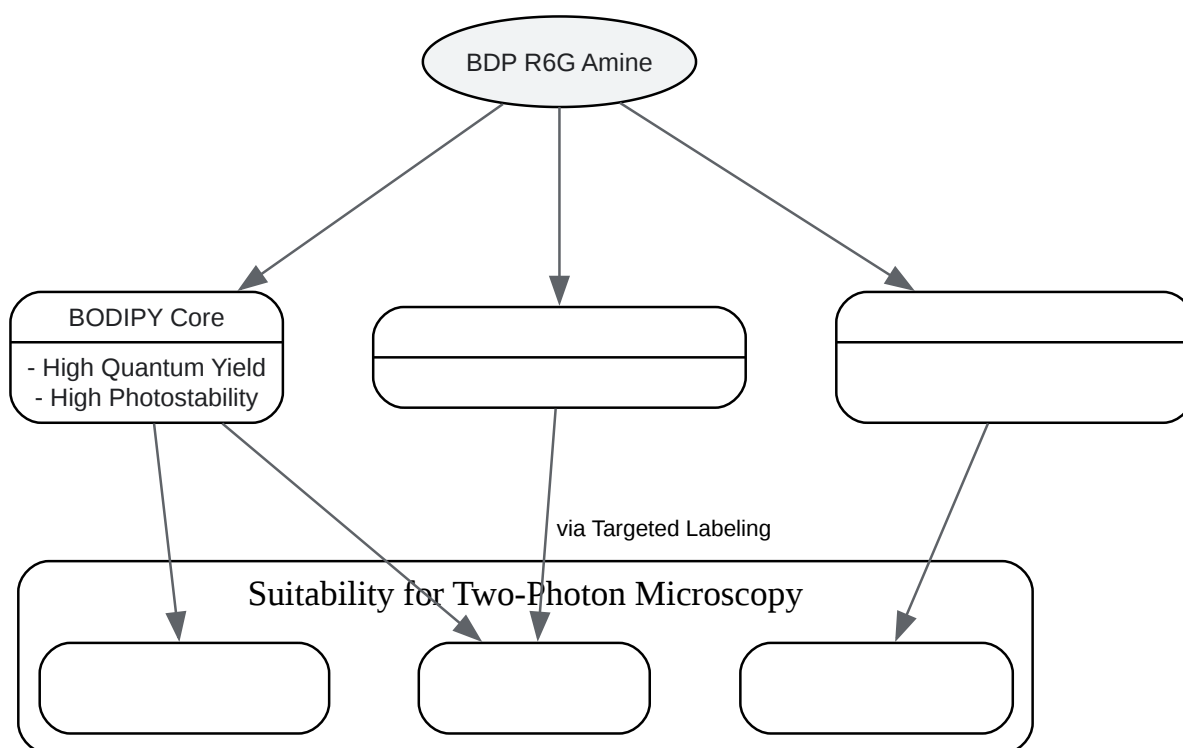 BDP R6G Amine
BODIPY Core
- High Quantum Yield
- High Photostability
via Targeted Labeling
Suitability for Two-Photon Microscopy